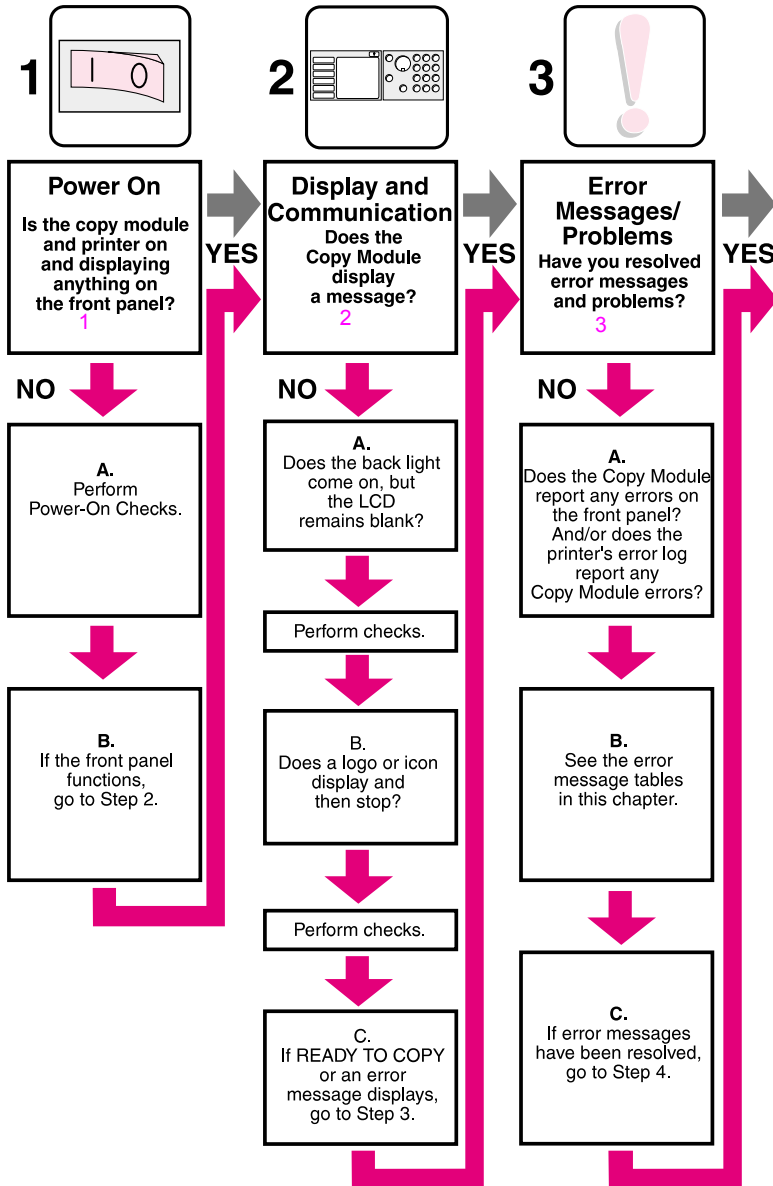 1
I O
2
3
Power On
Is the copy module
and printer on
and displaying
anything on
the front panel?
1
YES
NO
A.
Perform
Power-On Checks.
B.
If the front panel
functions,
go to Step 2.
Display and
Communication
Does the
Copy Module
display
a message?
2
YES
NO
A.
Does the back light
come on, but
the LCD
remains blank?
Perform checks.
B.
Does a logo or icon
display and
then stop?
Perform checks.
C.
If READY TO COPY
or an error
message displays,
go to Step 3.
Error
Messages/
Problems
Have you resolved
error messages
and problems?
3
YES
NO
A.
Does the Copy Module
report any errors on
the front panel?
And/or does the
printer's error log
report any
Copy Module errors?
B.
See the error
message tables
in this chapter.
C.
If error messages
have been resolved,
go to Step 4.